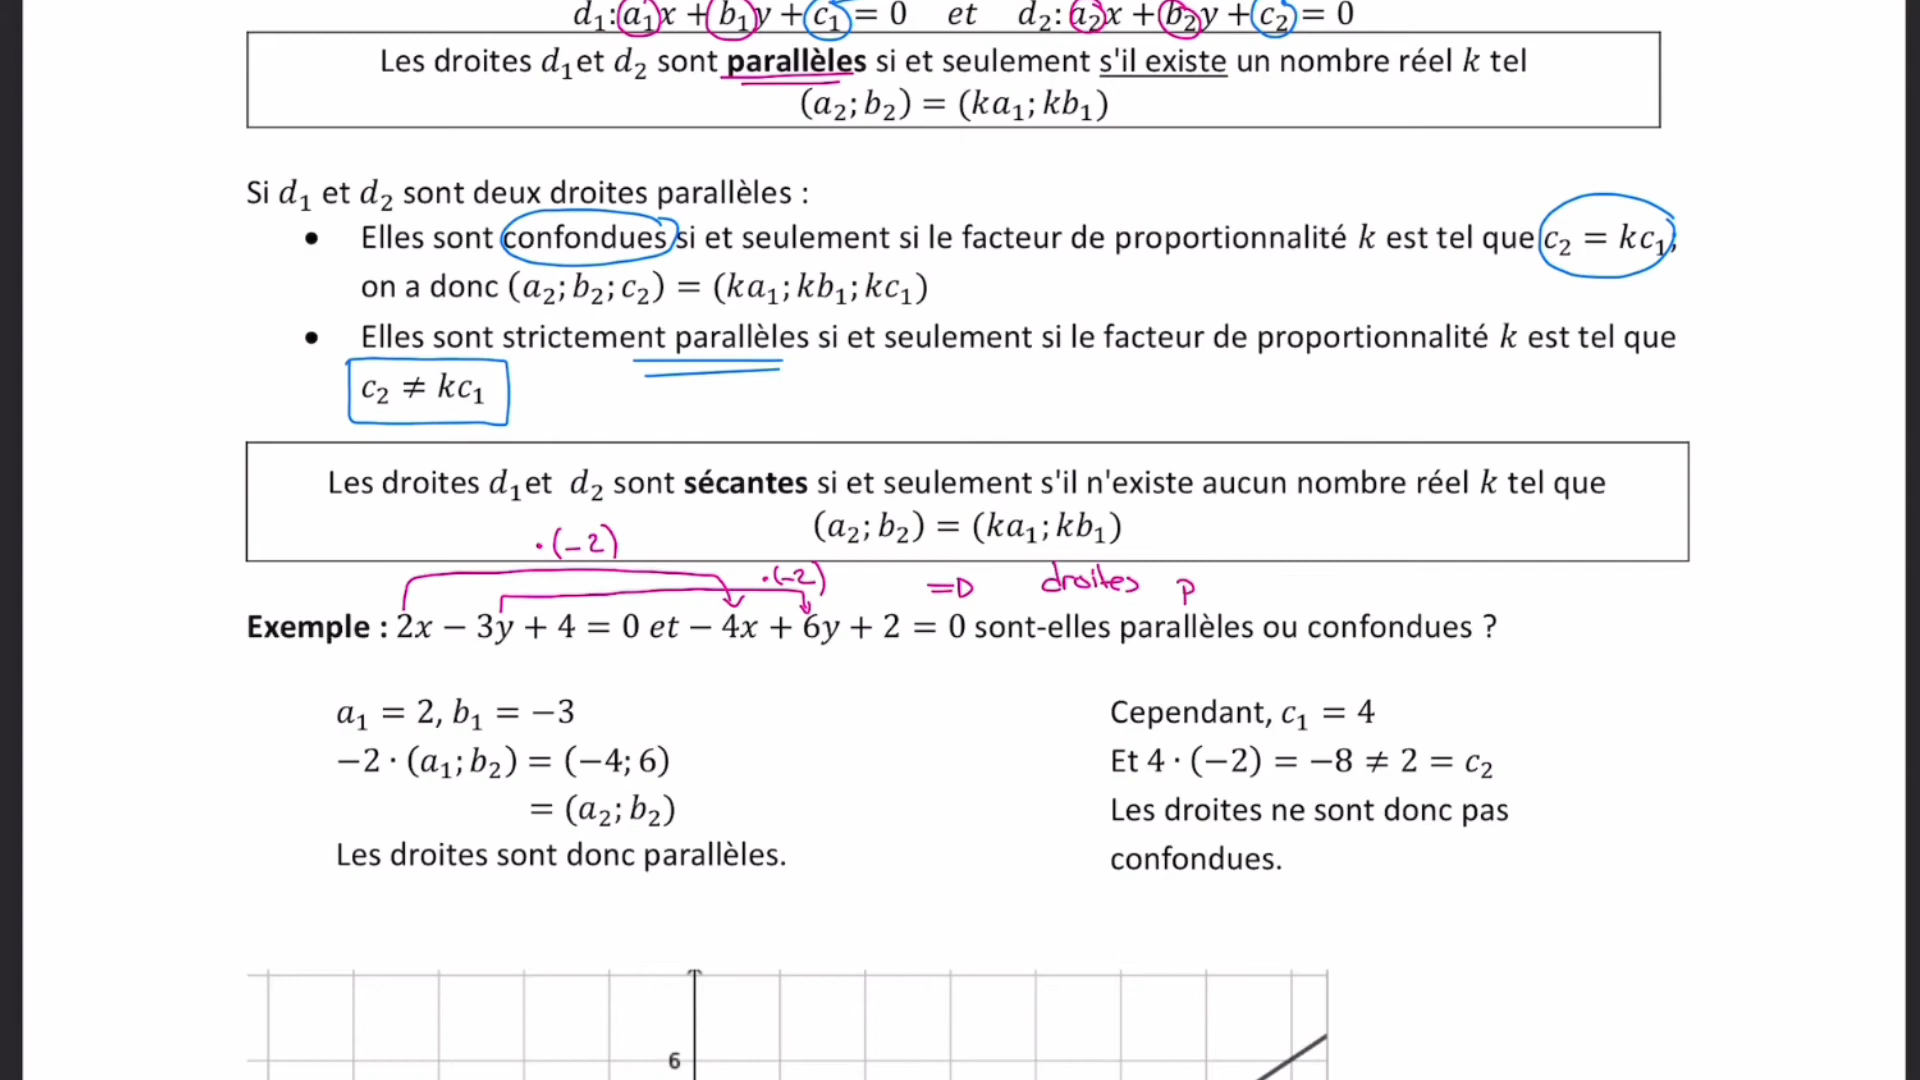 d₁: a₁x + b₁y + c₁ = 0 et d₂: a₂x + b₂y + c₂ = 0
Les droites d₁et d₂ sont parallèles si et seulement s'il existe un nombre réel k tel
(a₂; b₂) = (ka₁; kb₁)
Si d₁ et d₂ sont deux droites parallèles :
• Elles sont confondues si et seulement si le facteur de proportionnalité k est tel que c₂ = kc₁,
on a donc (a₂; b₂; c₂) = (ka₁; kb₁; kc₁)
• Elles sont strictement parallèles si et seulement si le facteur de proportionnalité k est tel que
c₂ ≠ kc₁
Les droites d₁et d₂ sont sécantes si et seulement s'il n'existe aucun nombre réel k tel que
(a₂; b₂) = (ka₁; kb₁)
·(-2)
·(-2) => droites p
Exemple : 2x − 3y + 4 = 0 et − 4x + 6y + 2 = 0 sont-elles parallèles ou confondues ?
a₁ = 2, b₁ = −3
−2 · (a₁; b₂) = (−4; 6)
= (a₂; b₂)
Les droites sont donc parallèles.
Cependant, c₁ = 4
Et 4 · (−2) = −8 ≠ 2 = c₂
Les droites ne sont donc pas
confondues.
6